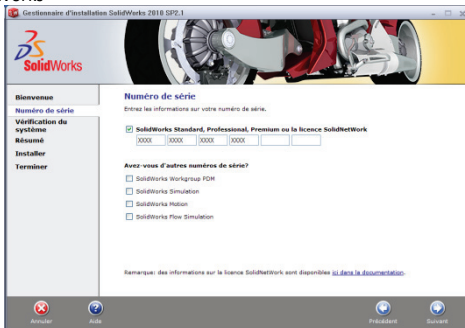 Gestionnaire d'installation SolidWorks 2010 SP2.1
SolidWorks
Bienvenue
Numéro de série
Vérification du
système
Résumé
Installer
Terminer
Numéro de série
Entrez les informations sur votre numéro de série.
SolidWorks Standard, Professional, Premium ou la licence SolidNetWork
XXXX XXXX XXXX XXXX
Avez-vous d'autres numéros de série?
SolidWorks Workgroup PDM
SolidWorks Simulation
SolidWorks Motion
SolidWorks Flow Simulation
Remarque: des informations sur la licence SolidNetWork sont disponibles ici dans la documentation.
Annuler
Aide
Précédent
Suivant